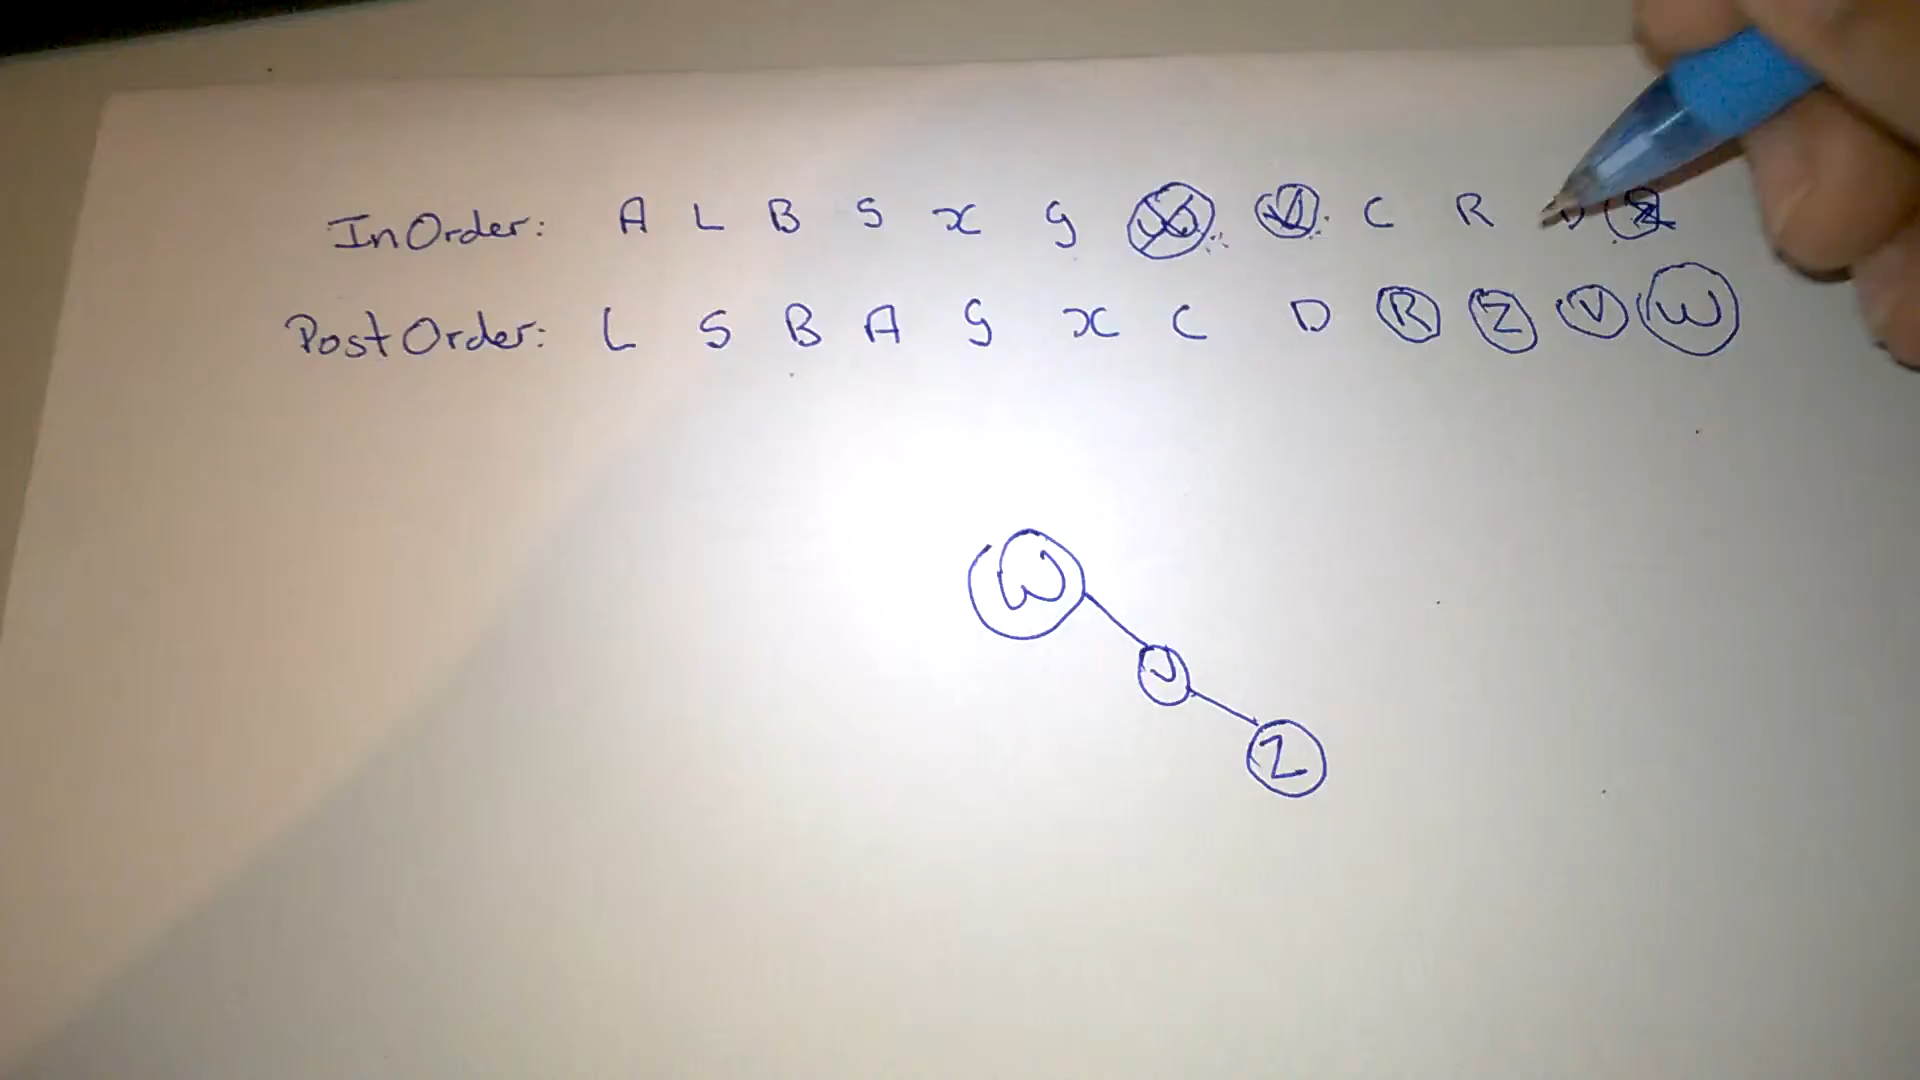 InOrder: A L B S x g W V C R D Z
PostOrder: L S B A g x C D R Z V W
W
V
Z